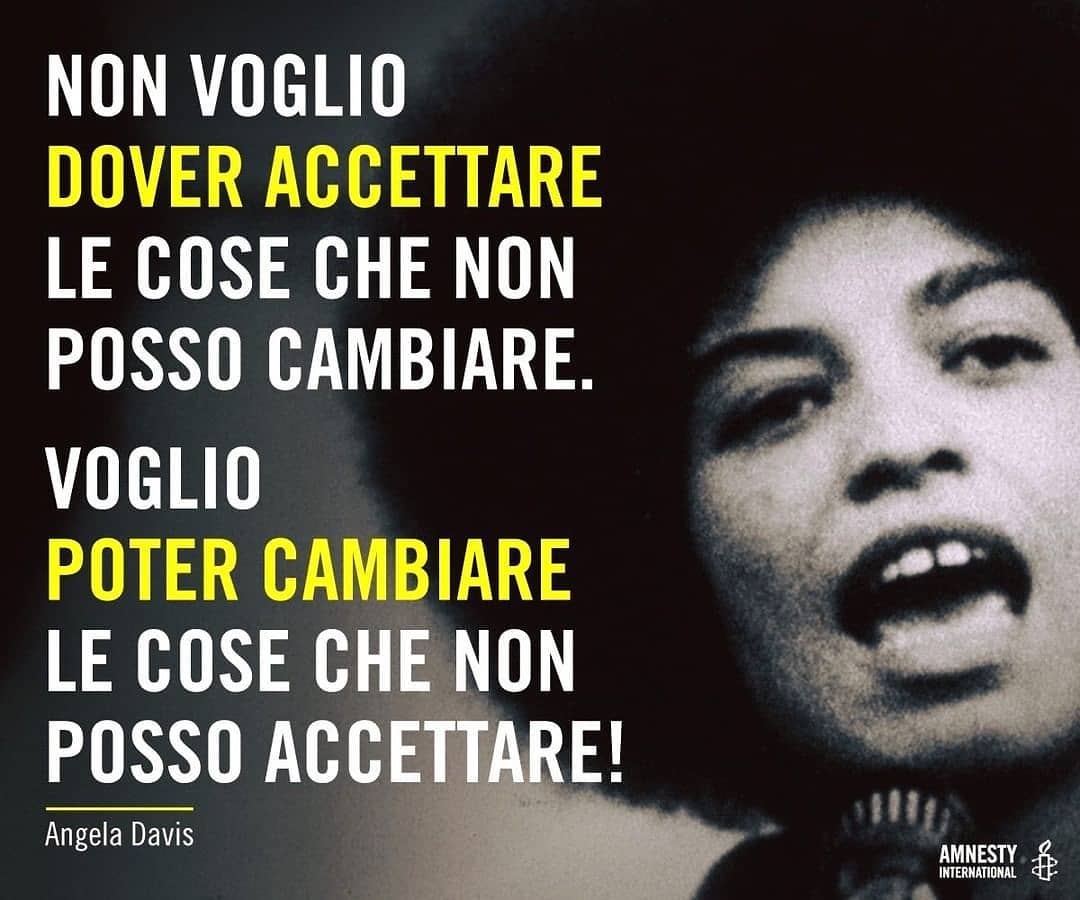 NON VOGLIO
DOVER ACCETTARE
LE COSE CHE NON
POSSO CAMBIARE.
VOGLIO
POTER CAMBIARE
LE COSE CHE NON
POSSO ACCETTARE!
Angela Davis
AMNESTY
INTERNATIONAL